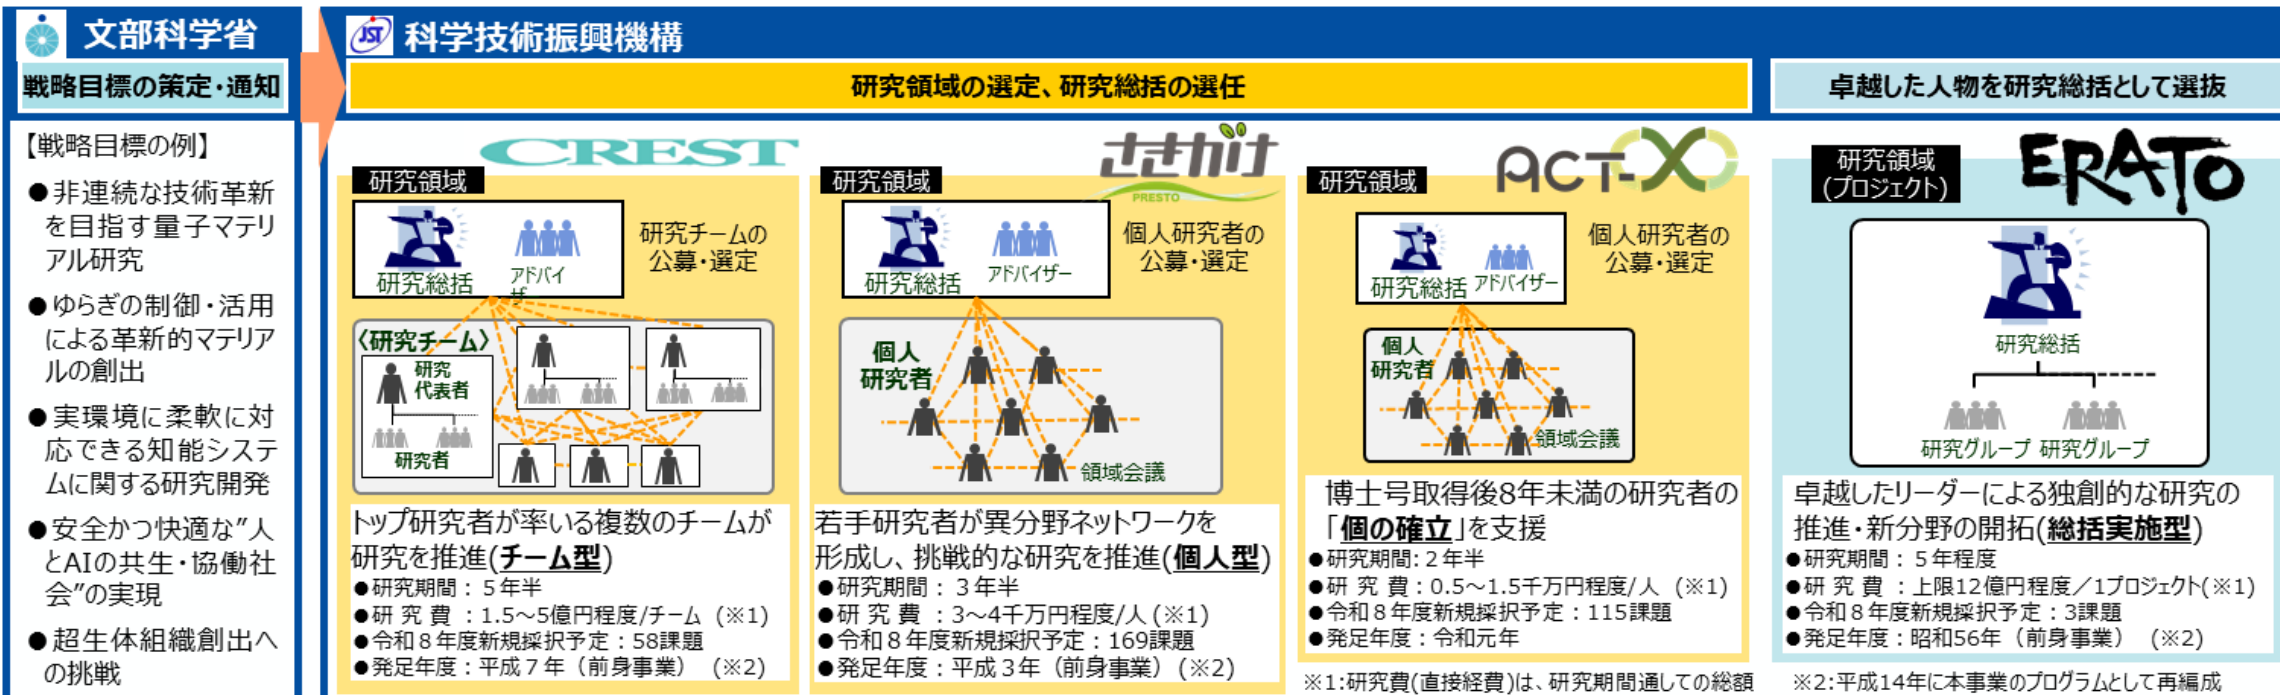 文部科学省
戦略目標の策定・通知
【戦略目標の例】
●非連続な技術革新
を目指す量子マテリ
アル研究
●ゆらぎの制御・活用
による革新的マテリア
ルの創出
●実環境に柔軟に対
応できる知能システ
ムに関する研究開発
●安全かつ快適な"人
とAIの共生・協働社
会"の実現
●超生体組織創出へ
の挑戦
JST 科学技術振興機構
研究領域の選定、研究総括の選任
卓越した人物を研究総括として選抜
CREST
研究領域
研究総括
アドバイ
ザ
研究チームの
公募・選定
〈研究チーム〉
研究
代表者
研究者
トップ研究者が率いる複数のチームが
研究を推進(チーム型)
●研究期間：５年半
●研 究 費 ：1.5～5億円程度/チーム (※1)
●令和８年度新規採択予定：58課題
●発足年度：平成７年（前身事業） (※2)
さきがけ
PRESTO
研究領域
研究総括
アドバイザー
個人研究者の
公募・選定
個人
研究者
領域会議
若手研究者が異分野ネットワークを
形成し、挑戦的な研究を推進(個人型)
●研究期間：３年半
●研 究 費 ：3～4千万円程度/人 (※1)
●令和８年度新規採択予定：169課題
●発足年度：平成３年（前身事業） (※2)
ACT-X
研究領域
研究総括
アドバイザー
個人研究者の
公募・選定
個人
研究者
領域会議
博士号取得後8年未満の研究者の
「個の確立」を支援
●研究期間:２年半
●研 究 費：0.5～1.5千万円程度/人 (※1)
●令和８年度新規採択予定：115課題
●発足年度：令和元年
※1:研究費(直接経費)は、研究期間通しての総額
ERATO
研究領域
(プロジェクト)
研究総括
研究グループ 研究グループ
卓越したリーダーによる独創的な研究の
推進・新分野の開拓(総括実施型)
●研究期間：５年程度
●研 究 費 ：上限12億円程度／1プロジェクト(※1)
●令和８年度新規採択予定：3課題
●発足年度：昭和56年（前身事業） (※2)
※2:平成14年に本事業のプログラムとして再編成